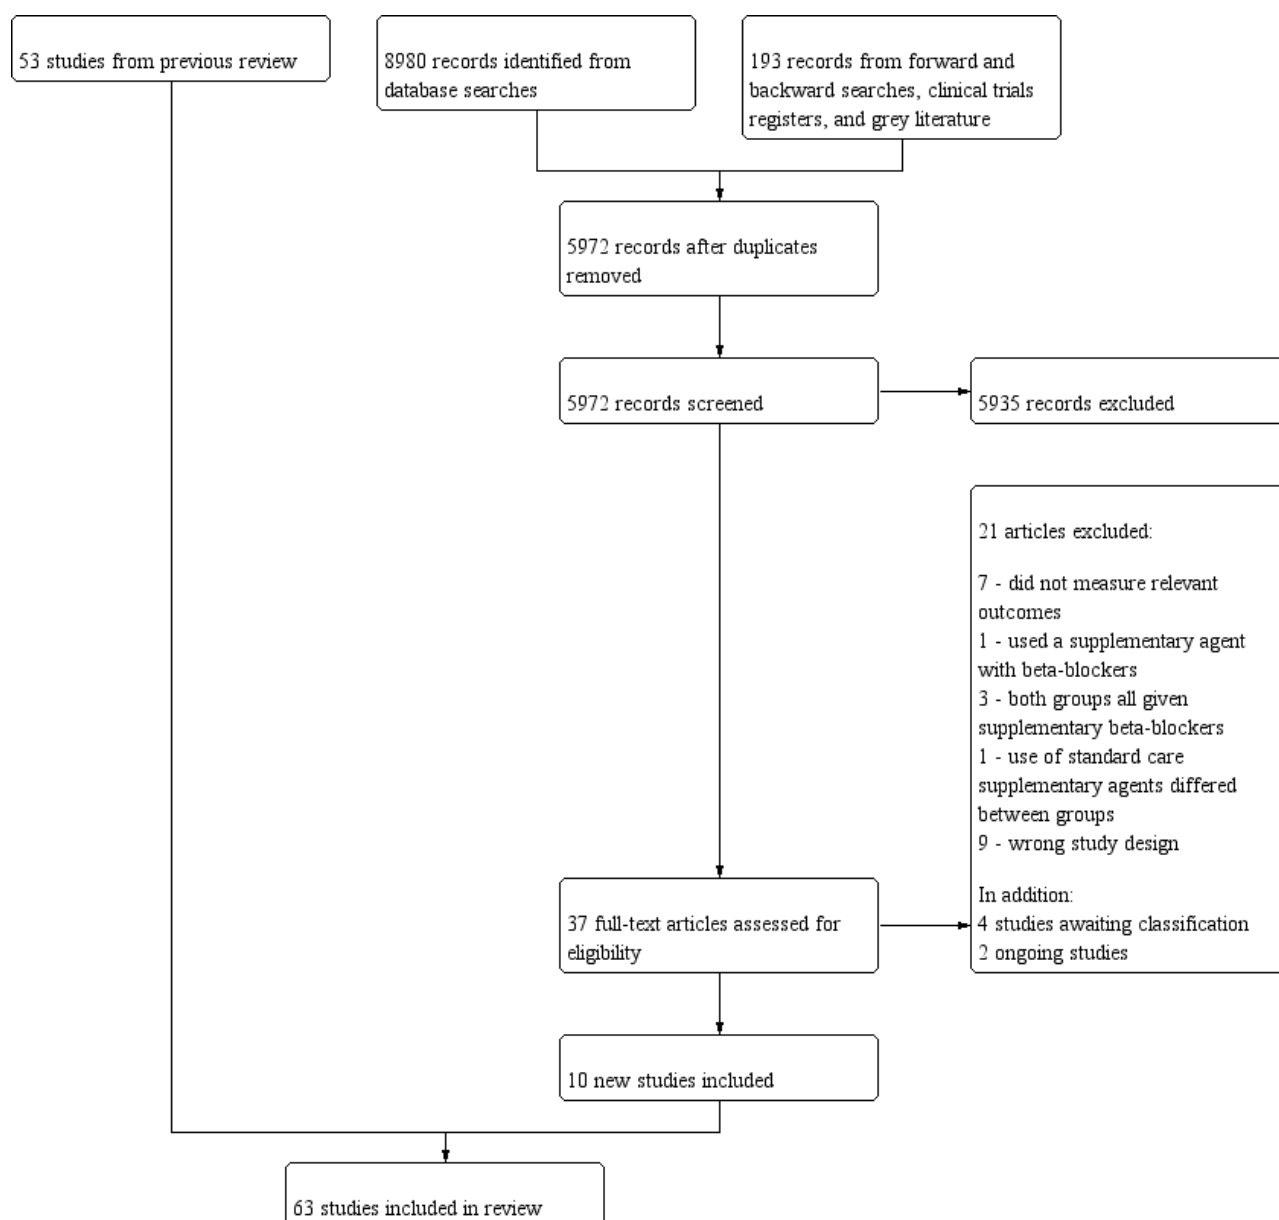 53 studies from previous review
8980 records identified from
database searches
193 records from forward and
backward searches, clinical trials
registers, and grey literature
5972 records after duplicates
removed
5972 records screened
5935 records excluded
21 articles excluded:
7 - did not measure relevant
outcomes
1 - used a supplementary agent
with beta-blockers
3 - both groups all given
supplementary beta-blockers
1 - use of standard care
supplementary agents differed
between groups
9 - wrong study design
In addition:
4 studies awaiting classification
2 ongoing studies
37 full-text articles assessed for
eligibility
10 new studies included
63 studies included in review